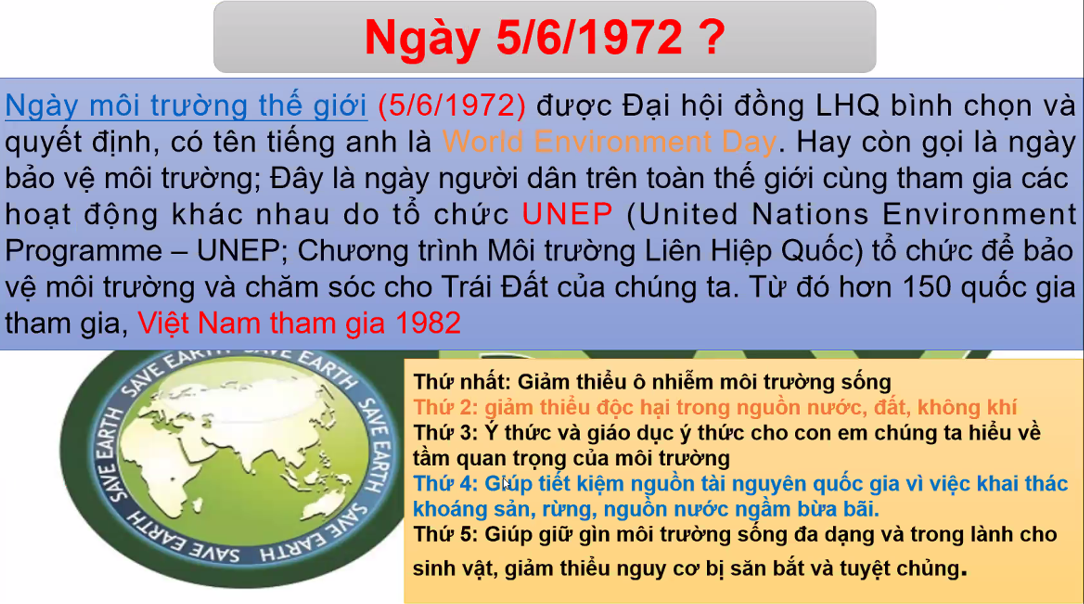 Ngày 5/6/1972 ?
Ngày môi trường thế giới (5/6/1972) được Đại hội đồng LHQ bình chọn và
quyết định, có tên tiếng anh là World Environment Day. Hay còn gọi là ngày
bảo vệ môi trường; Đây là ngày người dân trên toàn thế giới cùng tham gia các
hoạt động khác nhau do tổ chức UNEP (United Nations Environment
Programme – UNEP; Chương trình Môi trường Liên Hiệp Quốc) tổ chức để bảo
vệ môi trường và chăm sóc cho Trái Đất của chúng ta. Từ đó hơn 150 quốc gia
tham gia, Việt Nam tham gia 1982
SAVE EARTH SAVE EARTH SAVE EARTH SAVE EARTH SAVE EARTH SAVE EARTH
Thứ nhất: Giảm thiểu ô nhiễm môi trường sống
Thứ 2: giảm thiểu độc hại trong nguồn nước, đất, không khí
Thứ 3: Ý thức và giáo dục ý thức cho con em chúng ta hiểu về
tầm quan trọng của môi trường
Thứ 4: Giúp tiết kiệm nguồn tài nguyên quốc gia vì việc khai thác
khoáng sản, rừng, nguồn nước ngầm bừa bãi.
Thứ 5: Giúp giữ gìn môi trường sống đa dạng và trong lành cho
sinh vật, giảm thiểu nguy cơ bị săn bắt và tuyệt chủng.